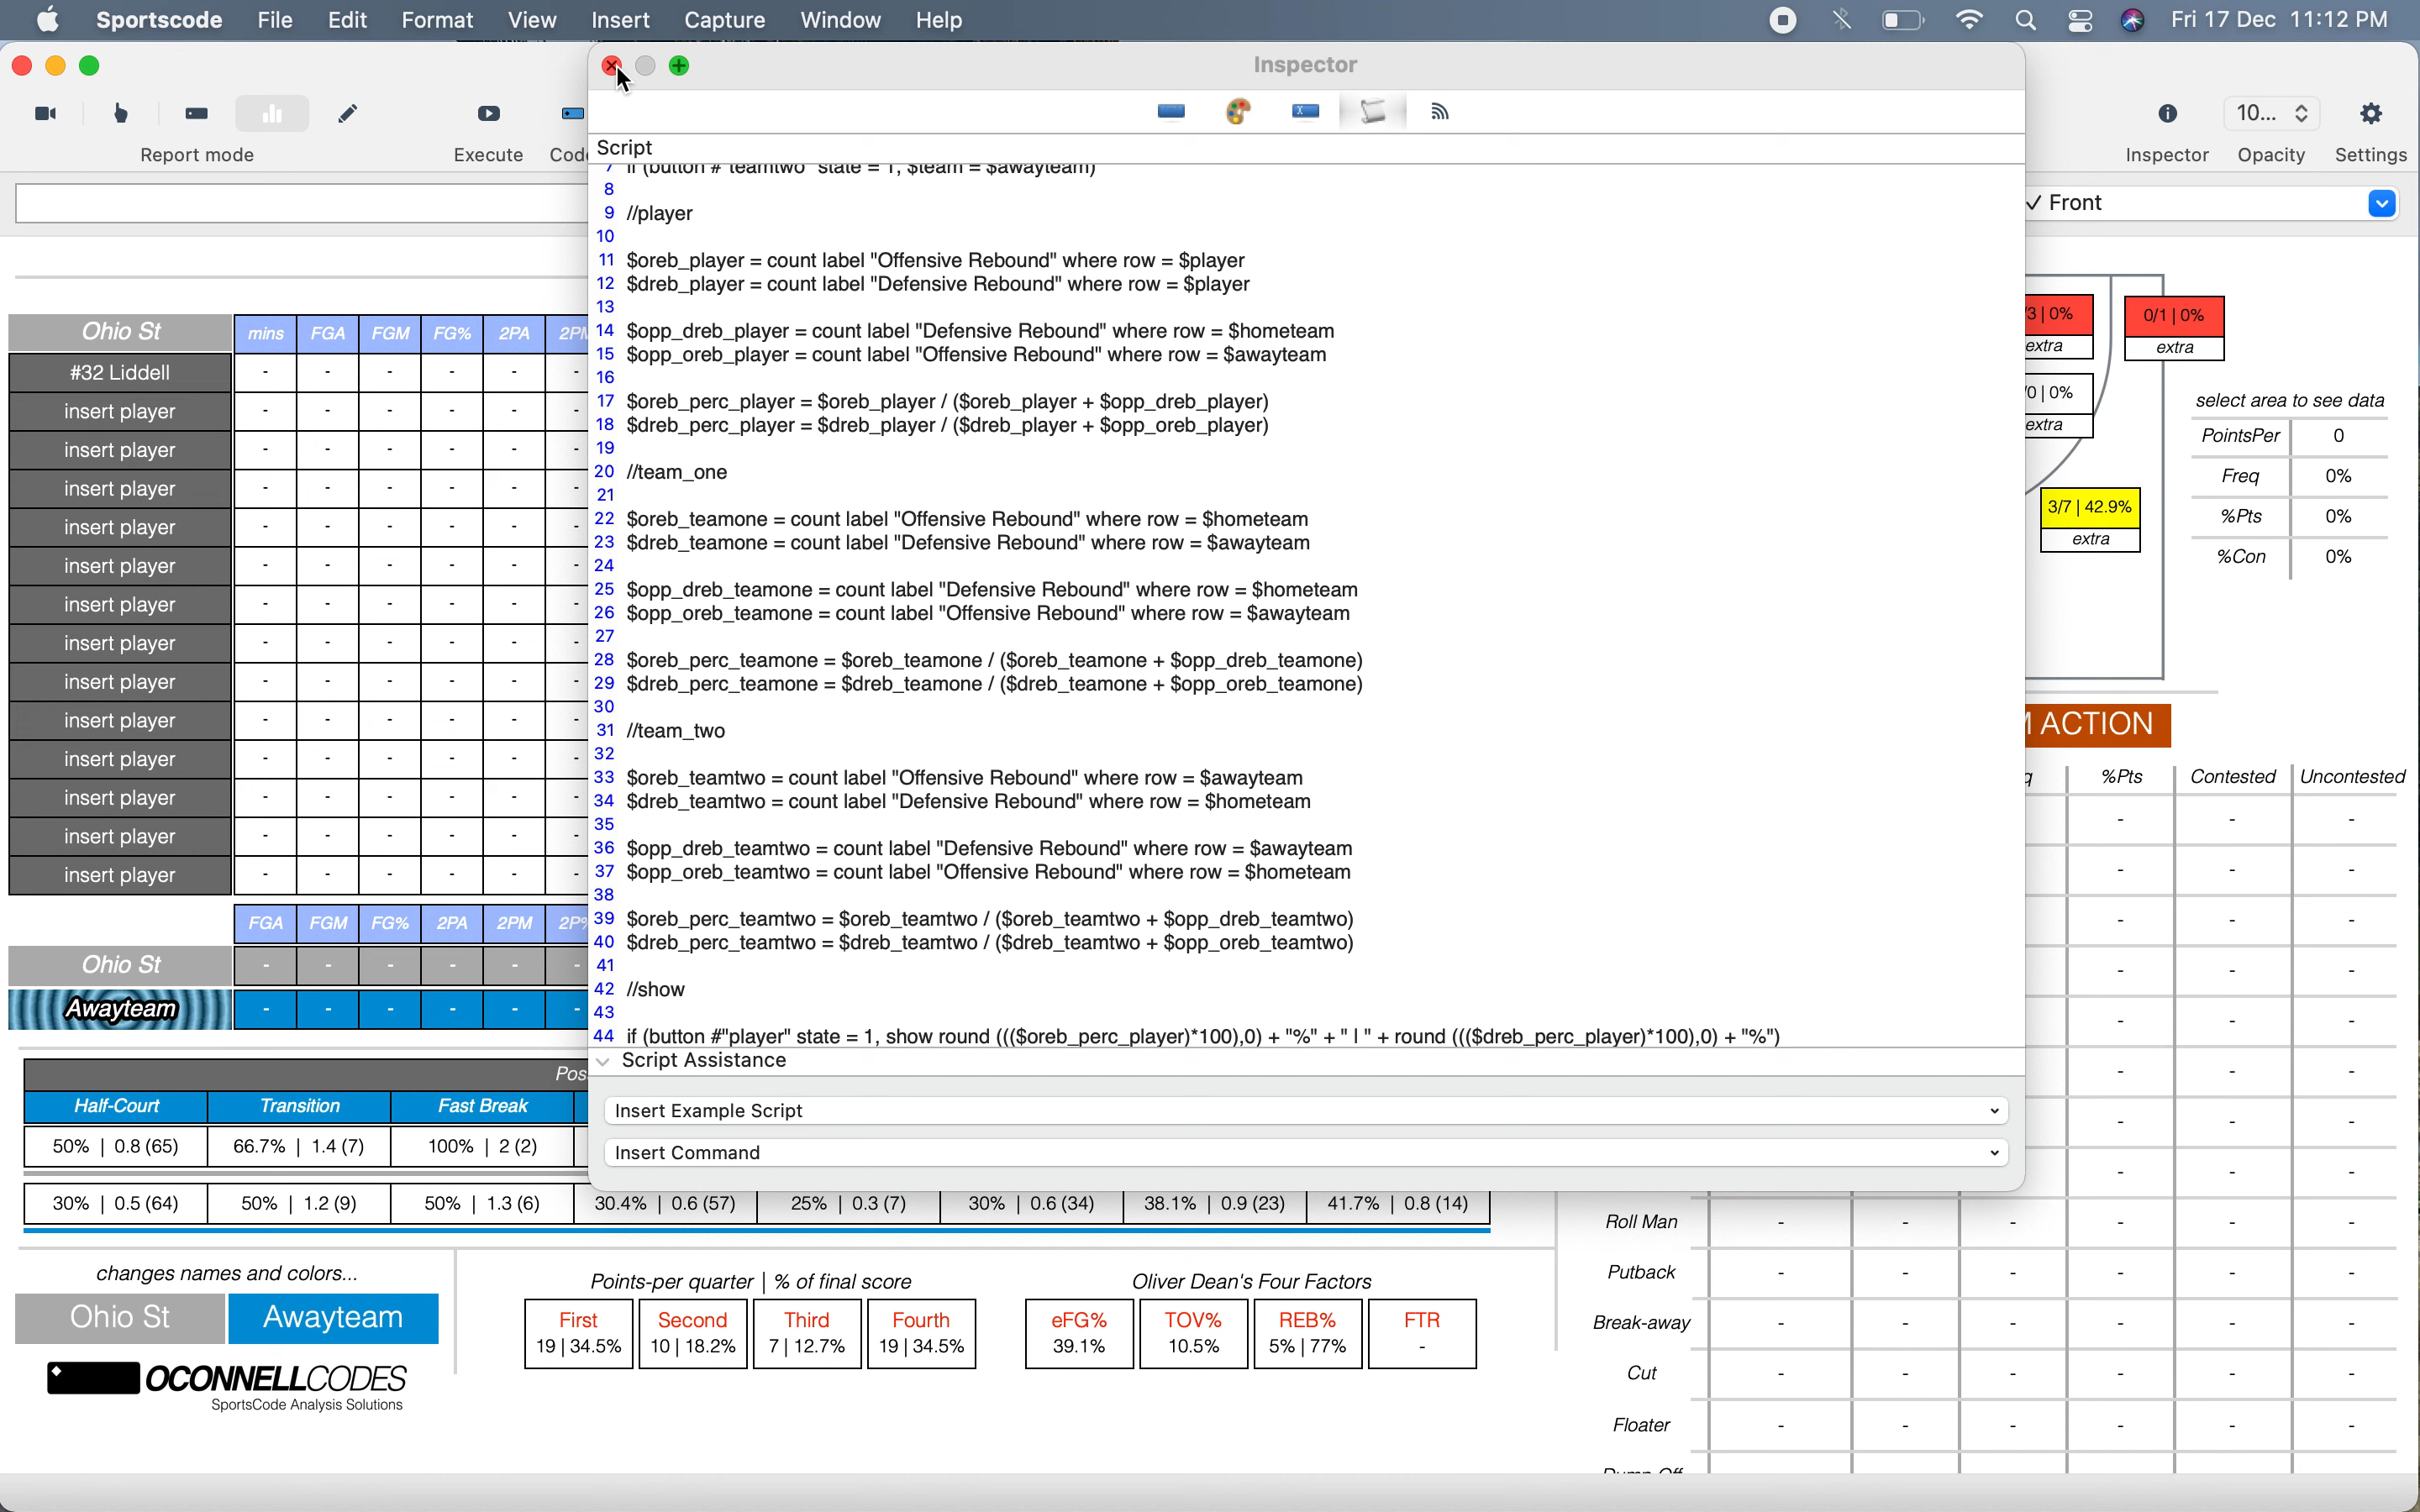 Sportscode File Edit Format View Insert Capture Window Help Fri 17 Dec 11:12 PM
Inspector
Report mode Execute Inspector 10... Opacity Settings
Script
✓ Front
7 if (button # "teamtwo" state = 1, $team = $awayteam)
8
9 //player
10
11 $oreb_player = count label "Offensive Rebound" where row = $player
12 $dreb_player = count label "Defensive Rebound" where row = $player
13
14 $opp_dreb_player = count label "Defensive Rebound" where row = $hometeam
15 $opp_oreb_player = count label "Offensive Rebound" where row = $awayteam
16
17 $oreb_perc_player = $oreb_player / ($oreb_player + $opp_dreb_player)
18 $dreb_perc_player = $dreb_player / ($dreb_player + $opp_oreb_player)
19
20 //team_one
21
22 $oreb_teamone = count label "Offensive Rebound" where row = $hometeam
23 $dreb_teamone = count label "Defensive Rebound" where row = $awayteam
24
25 $opp_dreb_teamone = count label "Defensive Rebound" where row = $hometeam
26 $opp_oreb_teamone = count label "Offensive Rebound" where row = $awayteam
27
28 $oreb_perc_teamone = $oreb_teamone / ($oreb_teamone + $opp_dreb_teamone)
29 $dreb_perc_teamone = $dreb_teamone / ($dreb_teamone + $opp_oreb_teamone)
30
31 //team_two
32
33 $oreb_teamtwo = count label "Offensive Rebound" where row = $awayteam
34 $dreb_teamtwo = count label "Defensive Rebound" where row = $hometeam
35
36 $opp_dreb_teamtwo = count label "Defensive Rebound" where row = $awayteam
37 $opp_oreb_teamtwo = count label "Offensive Rebound" where row = $hometeam
38
39 $oreb_perc_teamtwo = $oreb_teamtwo / ($oreb_teamtwo + $opp_dreb_teamtwo)
40 $dreb_perc_teamtwo = $dreb_teamtwo / ($dreb_teamtwo + $opp_oreb_teamtwo)
41
42 //show
43
44 if (button #"player" state = 1, show round ((($oreb_perc_player)*100),0) + "%" + " | " + round ((($dreb_perc_player)*100),0) + "%")
Script Assistance
Insert Example Script
Insert Command
Ohio St mins FGA FGM FG% 2PA
#32 Liddell - - - - - -
insert player - - - - - -
insert player - - - - - -
insert player - - - - - -
insert player - - - - - -
insert player - - - - - -
insert player - - - - - -
insert player - - - - - -
insert player - - - - - -
insert player - - - - - -
insert player - - - - - -
insert player - - - - - -
insert player - - - - - -
insert player - - - - - -
FGA FGM FG% 2PA 2PM 2P%
Ohio St - - - - - -
Awayteam - - - - - -
Half-Court Transition Fast Break
50% | 0.8 (65) 66.7% | 1.4 (7) 100% | 2 (2)
30% | 0.5 (64) 50% | 1.2 (9) 50% | 1.3 (6) 30.4% | 0.6 (57) 25% | 0.3 (7) 30% | 0.6 (34) 38.1% | 0.9 (23) 41.7% | 0.8 (14)
changes names and colors...
Ohio St Awayteam
OCONNELLCODES
SportsCode Analysis Solutions
Points-per quarter | % of final score
First Second Third Fourth
19 | 34.5% 10 | 18.2% 7 | 12.7% 19 | 34.5%
Oliver Dean's Four Factors
eFG% TOV% REB% FTR
39.1% 10.5% 5% | 77% -
/3 | 0% 0/1 | 0%
extra extra
/0 | 0%
extra
3/7 | 42.9%
extra
select area to see data
PointsPer 0
Freq 0%
%Pts 0%
%Con 0%
ACTION
%Pts Contested Uncontested
- - -
- - -
- - -
- - -
- - -
- - -
- - -
- - -
Roll Man - - - - - -
Putback - - - - - -
Break-away - - - - - -
Cut - - - - - -
Floater - - - - - -